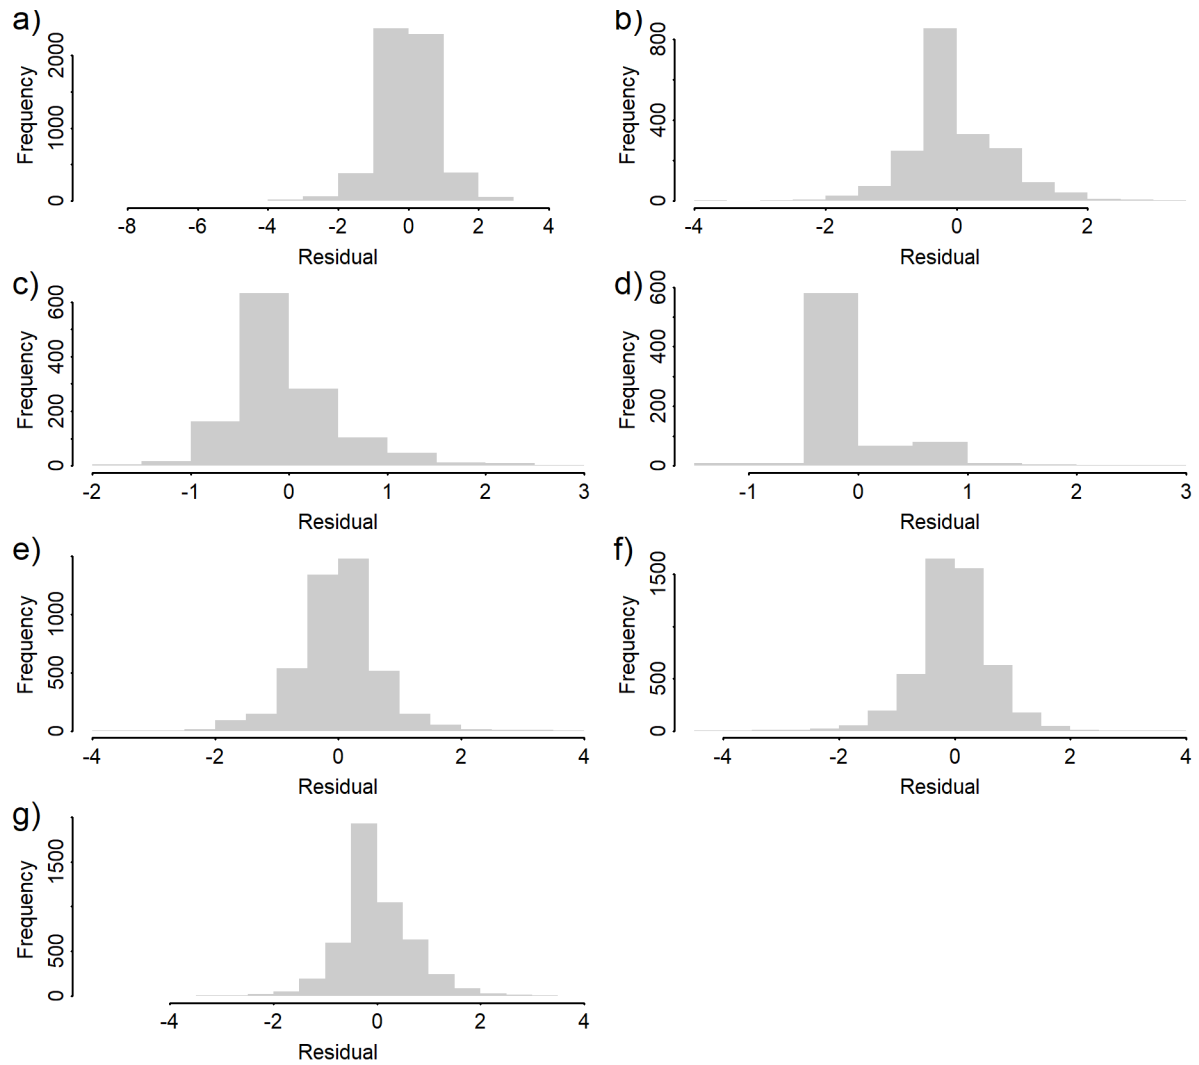 a)
Frequency
0 1000 2000
-8 -6 -4 -2 0 2 4
Residual
b)
Frequency
0 400 800
-4 -2 0 2
Residual
c)
Frequency
0 200 400 600
-2 -1 0 1 2 3
Residual
d)
Frequency
0 200 400 600
-1 0 1 2 3
Residual
e)
Frequency
0 500 1000
-4 -2 0 2 4
Residual
f)
Frequency
0 500 1500
-2 0 2 4
Residual
g)
Frequency
0 500 1500
-4 -2 0 2 4
Residual